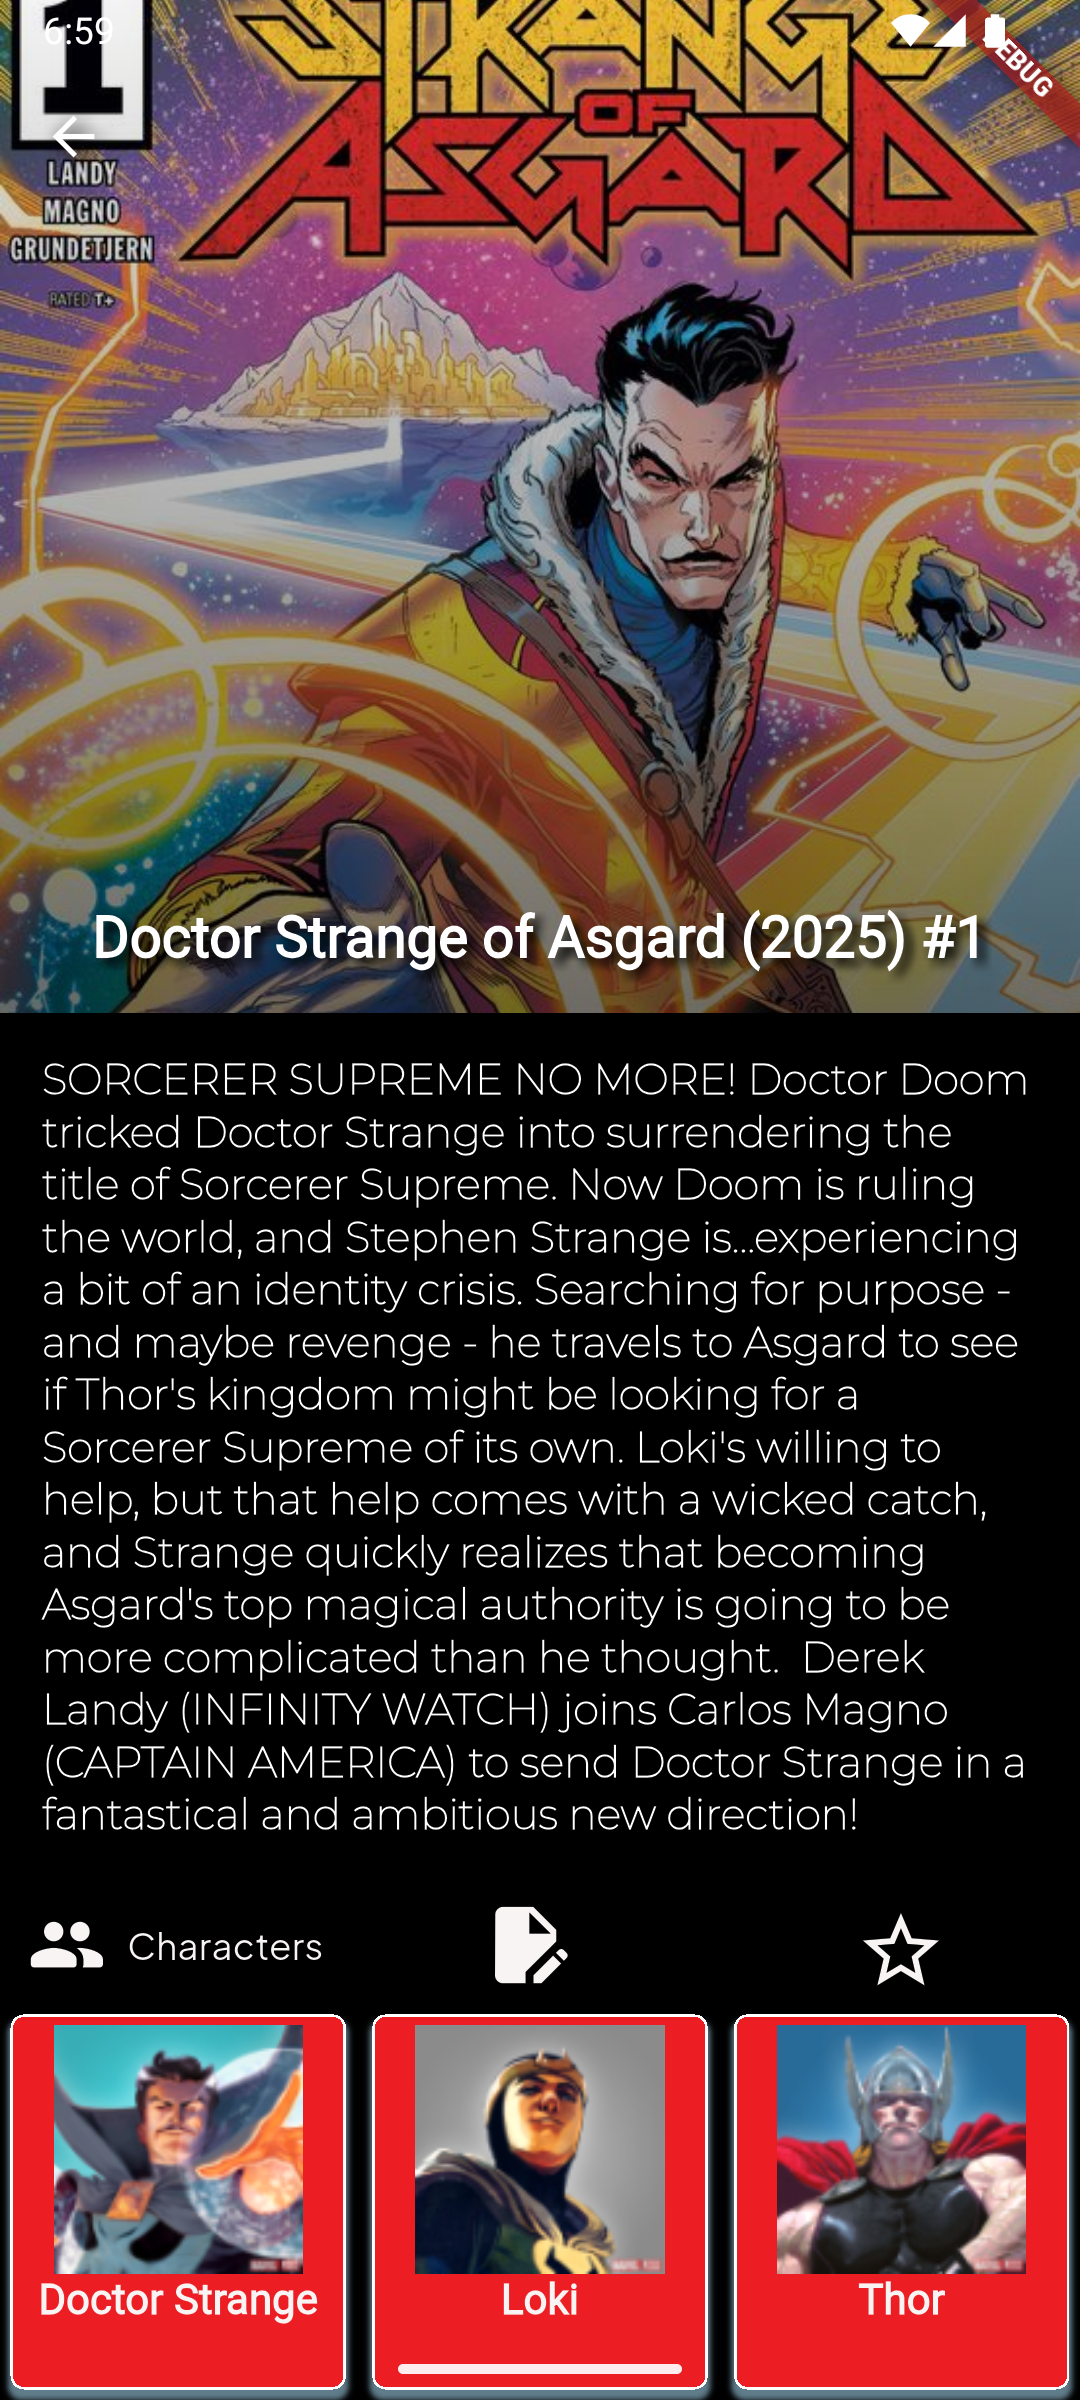 6:59
DEBUG
1
STRANGE
OF
ASGARD
LANDY
MAGNO
GRUNDETJERN
RATED T+
Doctor Strange of Asgard (2025) #1
SORCERER SUPREME NO MORE! Doctor Doom
tricked Doctor Strange into surrendering the
title of Sorcerer Supreme. Now Doom is ruling
the world, and Stephen Strange is...experiencing
a bit of an identity crisis. Searching for purpose -
and maybe revenge - he travels to Asgard to see
if Thor's kingdom might be looking for a
Sorcerer Supreme of its own. Loki's willing to
help, but that help comes with a wicked catch,
and Strange quickly realizes that becoming
Asgard's top magical authority is going to be
more complicated than he thought.  Derek
Landy (INFINITY WATCH) joins Carlos Magno
(CAPTAIN AMERICA) to send Doctor Strange in a
fantastical and ambitious new direction!
Characters
Doctor Strange
Loki
Thor